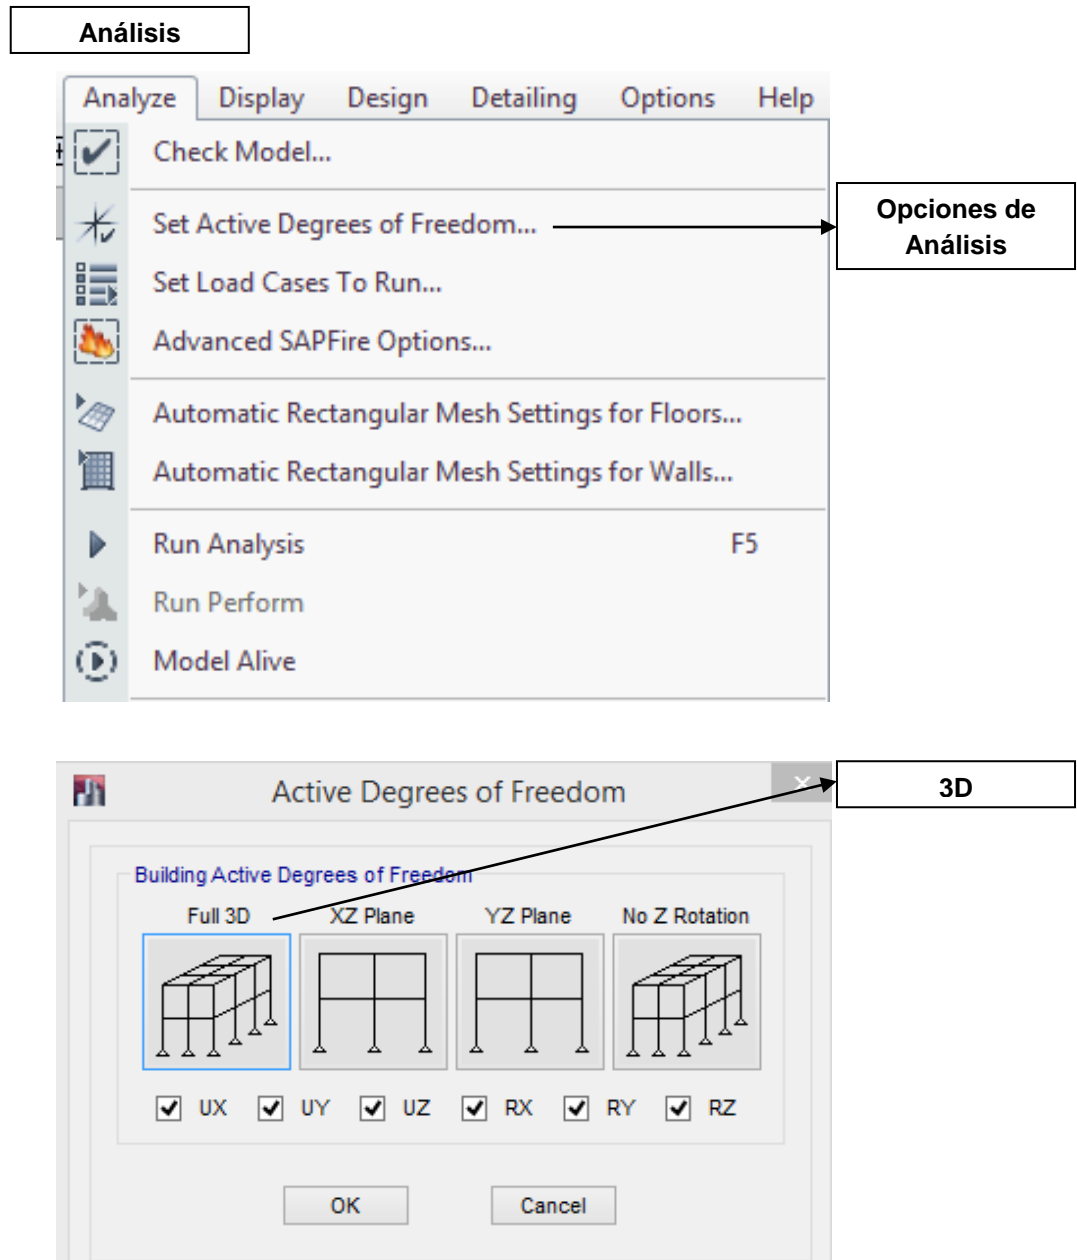 Análisis
Analyze Display Design Detailing Options Help
Check Model...
Set Active Degrees of Freedom...
Opciones de
Análisis
Set Load Cases To Run...
Advanced SAPFire Options...
Automatic Rectangular Mesh Settings for Floors...
Automatic Rectangular Mesh Settings for Walls...
Run Analysis F5
Run Perform
Model Alive
Active Degrees of Freedom
3D
Building Active Degrees of Freedom
Full 3D XZ Plane YZ Plane No Z Rotation
UX UY UZ RX RY RZ
OK Cancel